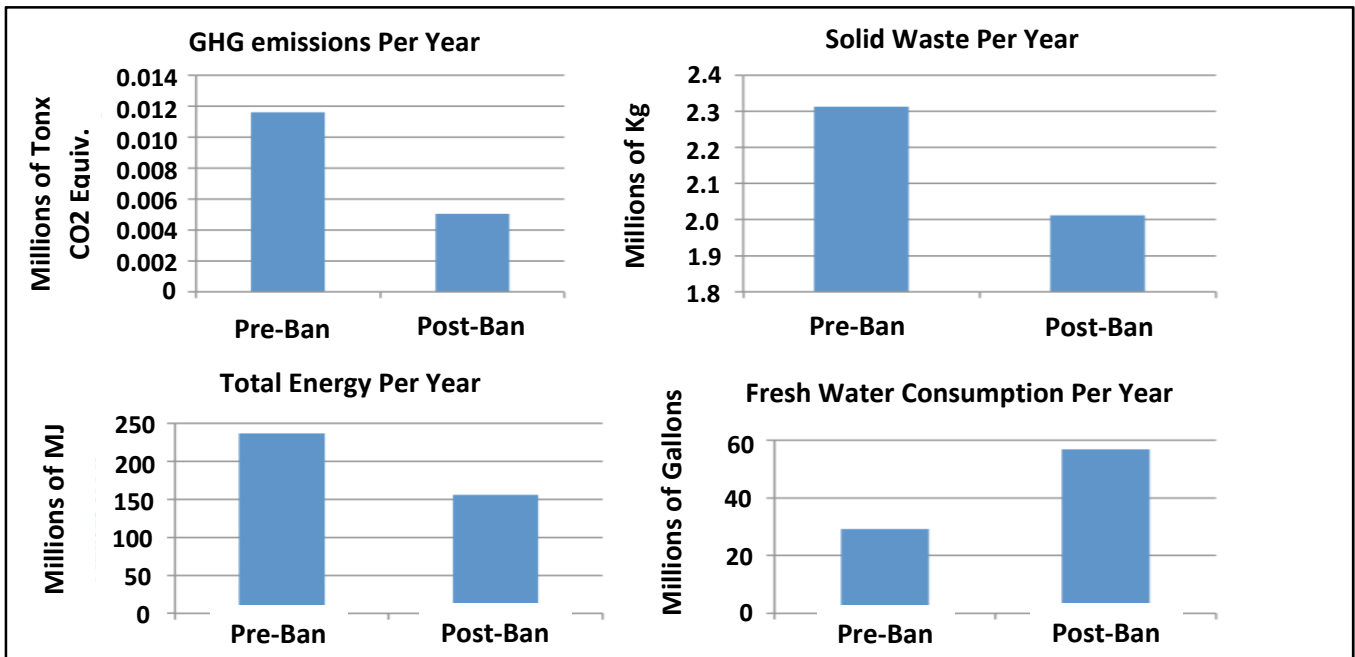 GHG emissions Per Year
Millions of Tonx
CO2 Equiv.
0.014
0.012
0.010
0.008
0.006
0.004
0.002
0
Pre-Ban
Post-Ban
Solid Waste Per Year
Millions of Kg
2.4
2.3
2.2
2.1
2.0
1.9
1.8
Pre-Ban
Post-Ban
Total Energy Per Year
Millions of MJ
250
200
150
100
50
0
Pre-Ban
Post-Ban
Fresh Water Consumption Per Year
Millions of Gallons
60
40
20
0
Pre-Ban
Post-Ban